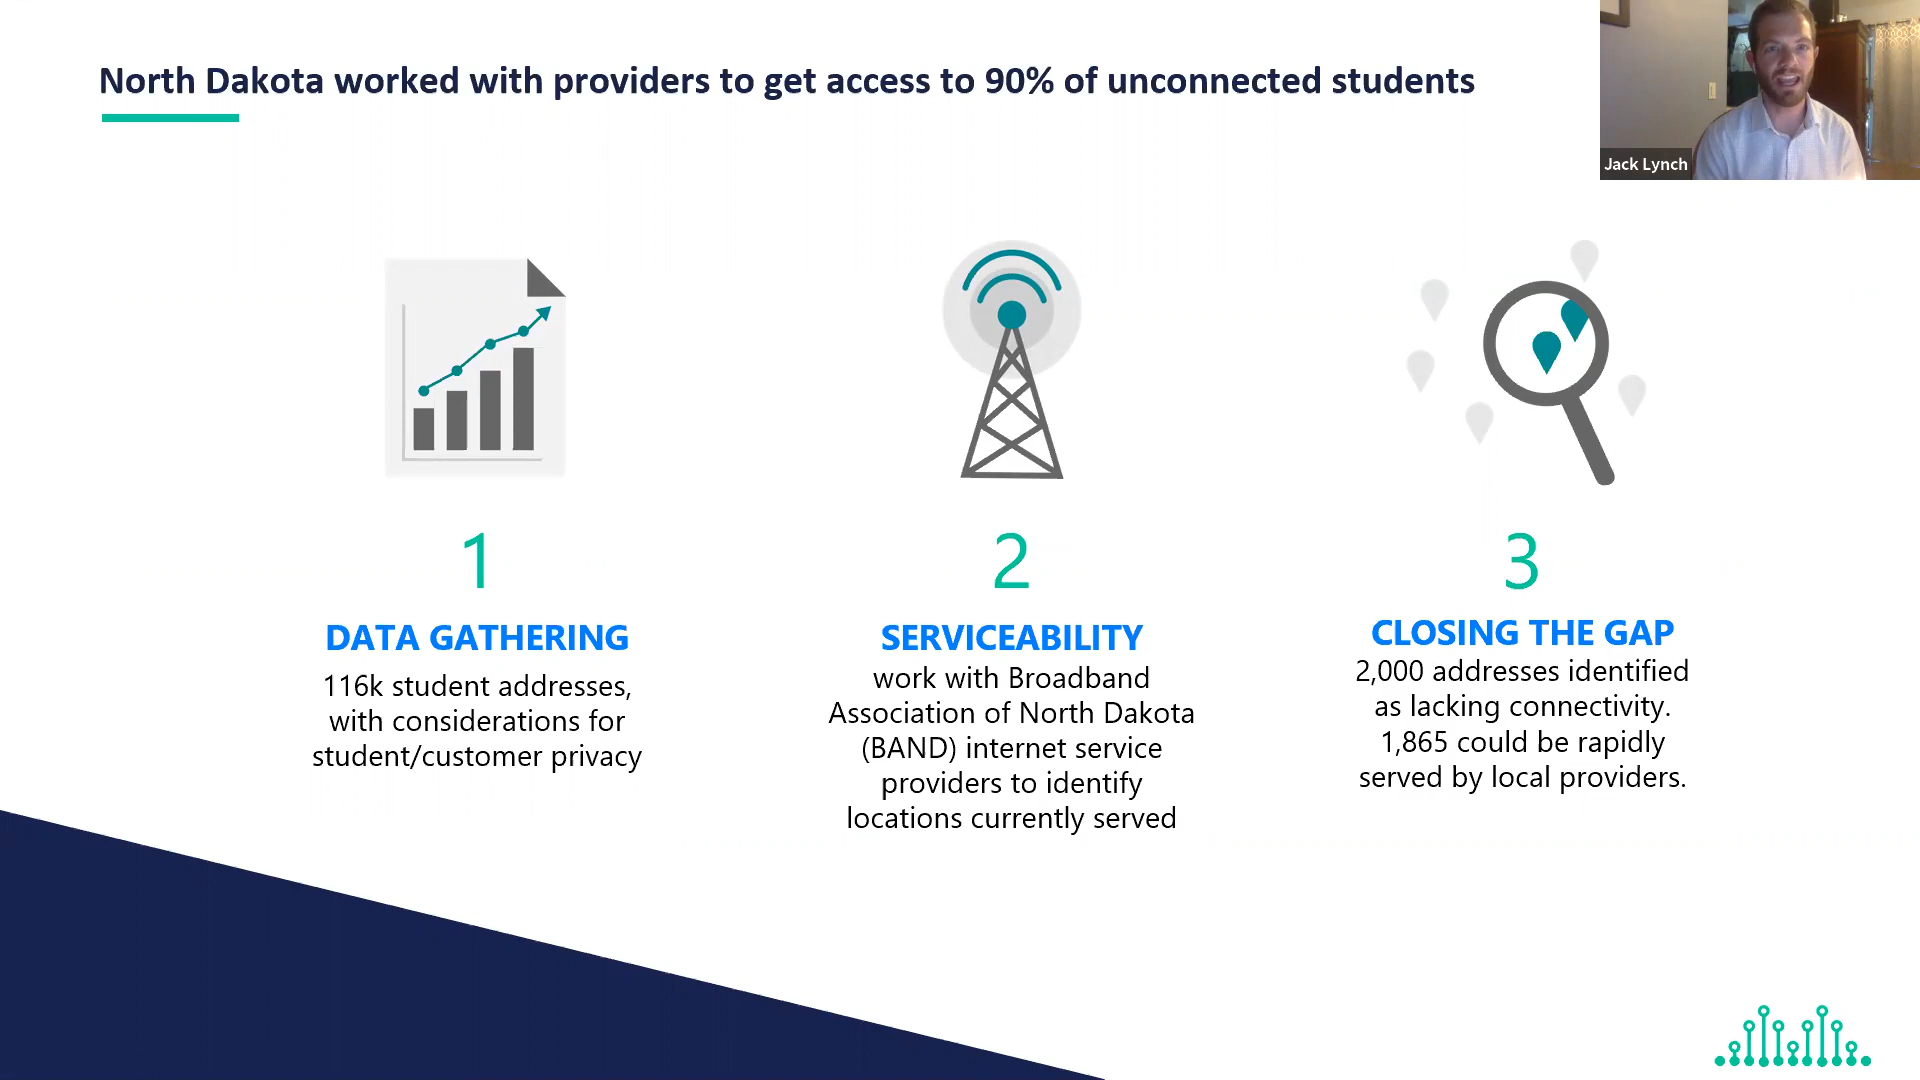 North Dakota worked with providers to get access to 90% of unconnected students
Jack Lynch
1
DATA GATHERING
116k student addresses,
with considerations for
student/customer privacy
2
SERVICEABILITY
work with Broadband
Association of North Dakota
(BAND) internet service
providers to identify
locations currently served
3
CLOSING THE GAP
2,000 addresses identified
as lacking connectivity.
1,865 could be rapidly
served by local providers.